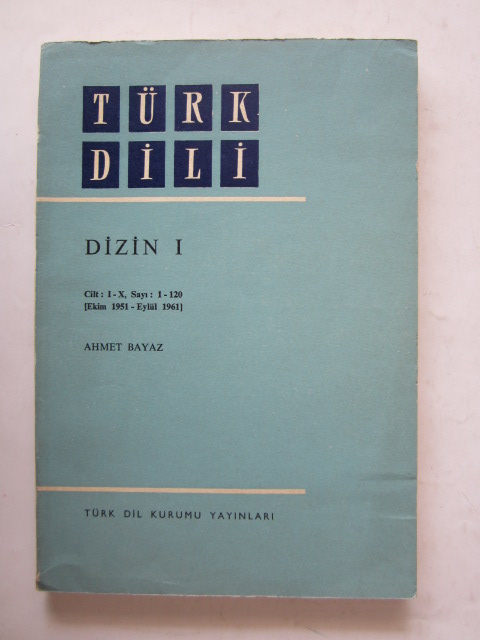 TÜRK
DİLİ
DİZİN I
Cilt : I - X, Sayı : 1 - 120
[Ekim 1951 - Eylül 1961]
AHMET BAYAZ
TÜRK DİL KURUMU YAYINLARI